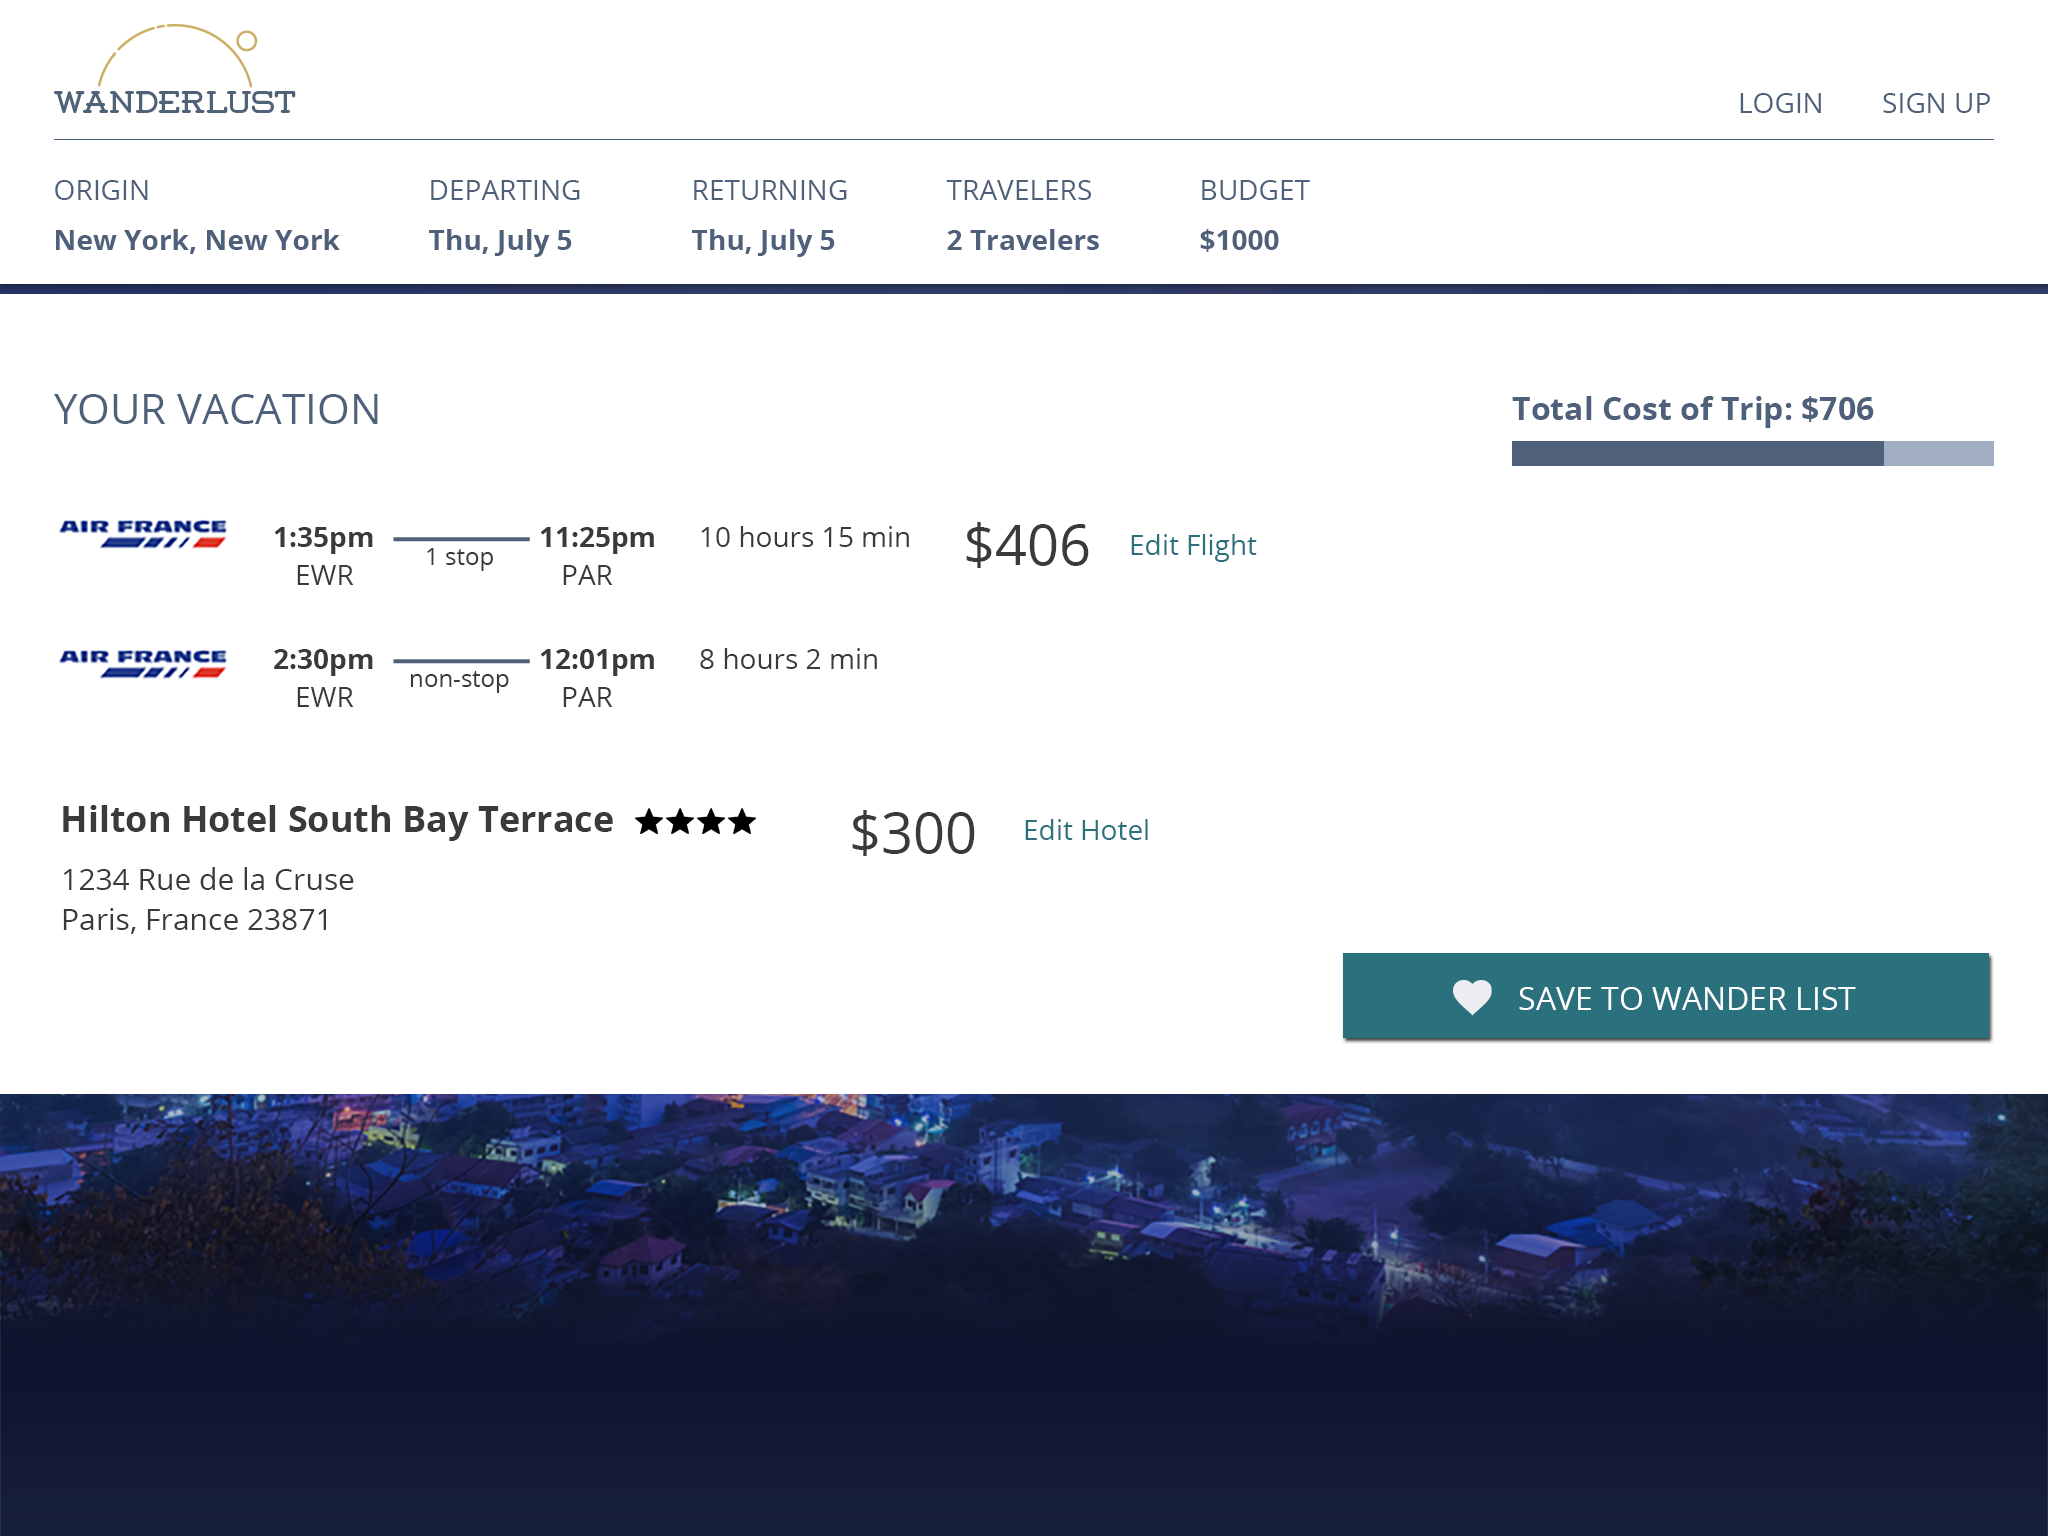 WANDERLUST
LOGIN SIGN UP
ORIGIN DEPARTING RETURNING TRAVELERS BUDGET
New York, New York Thu, July 5 Thu, July 5 2 Travelers $1000
YOUR VACATION
Total Cost of Trip: $706
AIR FRANCE 1:35pm 11:25pm 10 hours 15 min $406 Edit Flight
1 stop
EWR PAR
AIR FRANCE 2:30pm 12:01pm 8 hours 2 min
non-stop
EWR PAR
Hilton Hotel South Bay Terrace $300 Edit Hotel
1234 Rue de la Cruse
Paris, France 23871
SAVE TO WANDER LIST